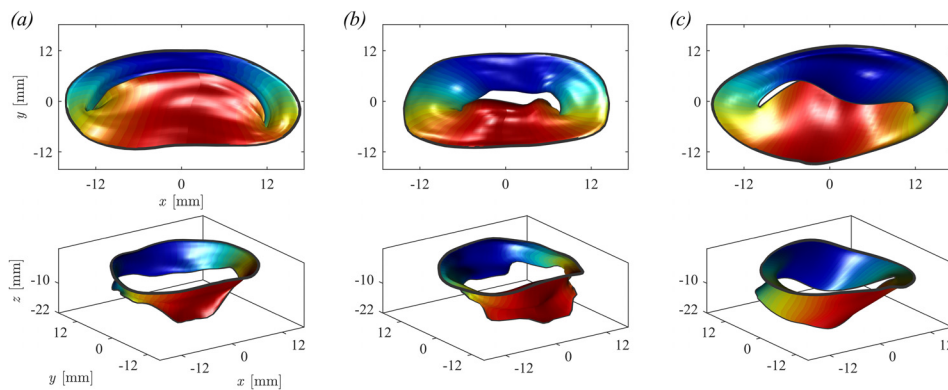 (a) (b) (c)
12 12 12
y [mm] 0 0 0
-12 -12 -12
-12 0 12 -12 0 12 -12 0 12
x [mm]
z [mm] -10 -10 -10
-22 -22 -22
12 12 12
0 0 0
-12 -12 -12
12 12 12
0 0 0
-12 -12 -12
y [mm] x [mm]